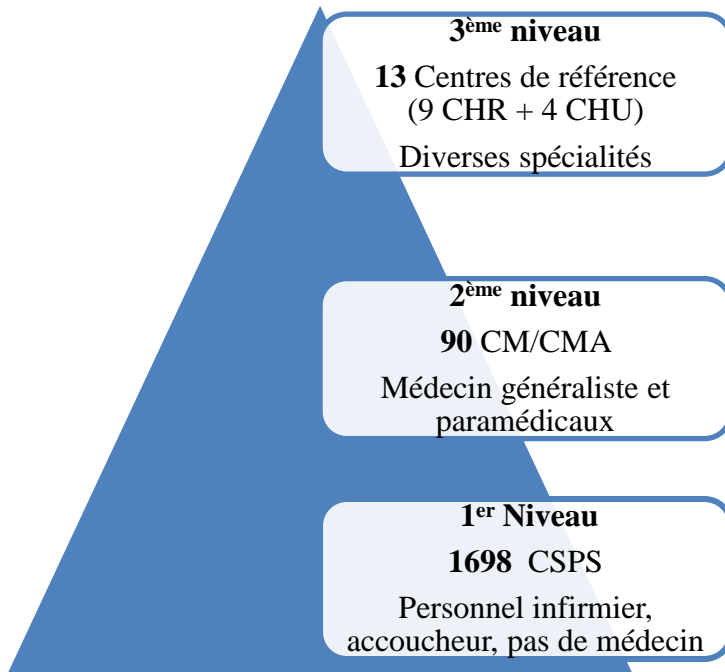 3ème niveau
13 Centres de référence
(9 CHR + 4 CHU)
Diverses spécialités
2ème niveau
90 CM/CMA
Médecin généraliste et
paramédicaux
1er Niveau
1698 CSPS
Personnel infirmier,
accoucheur, pas de médecin